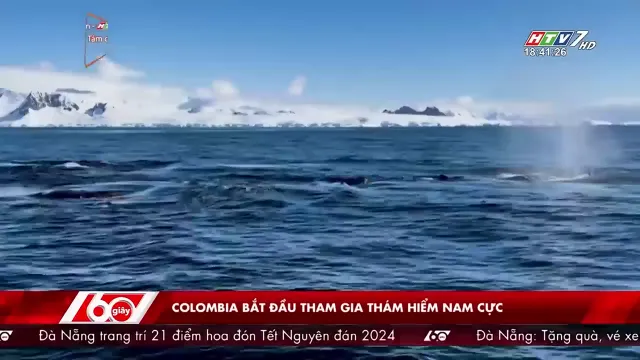 HTV7 HD
18:41:26
60 giây
COLOMBIA BẮT ĐẦU THAM GIA THÁM HIỂM NAM CỰC
Đà Nẵng trang trí 21 điểm hoa đón Tết Nguyên đán 2024 60 Đà Nẵng: Tặng quà, vé xe